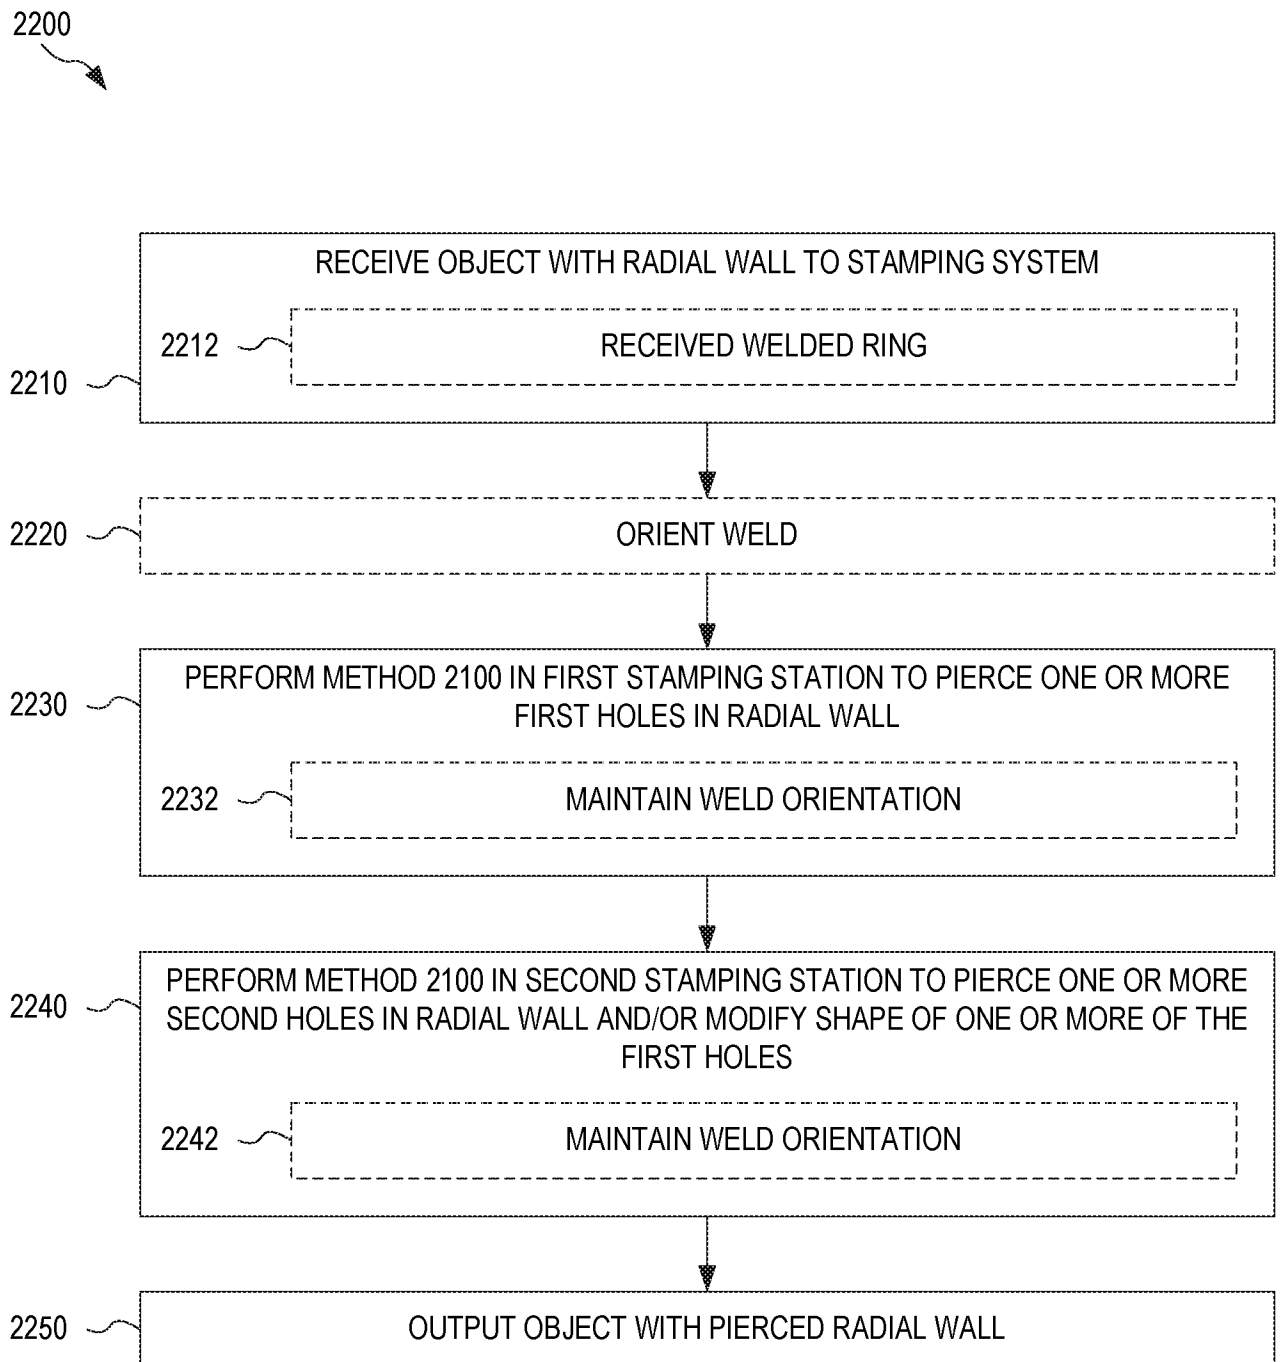 2200
RECEIVE OBJECT WITH RADIAL WALL TO STAMPING SYSTEM
2212
RECEIVED WELDED RING
2210
2220
ORIENT WELD
2230
PERFORM METHOD 2100 IN FIRST STAMPING STATION TO PIERCE ONE OR MORE
FIRST HOLES IN RADIAL WALL
2232
MAINTAIN WELD ORIENTATION
2240
PERFORM METHOD 2100 IN SECOND STAMPING STATION TO PIERCE ONE OR MORE
SECOND HOLES IN RADIAL WALL AND/OR MODIFY SHAPE OF ONE OR MORE OF THE
FIRST HOLES
2242
MAINTAIN WELD ORIENTATION
2250
OUTPUT OBJECT WITH PIERCED RADIAL WALL